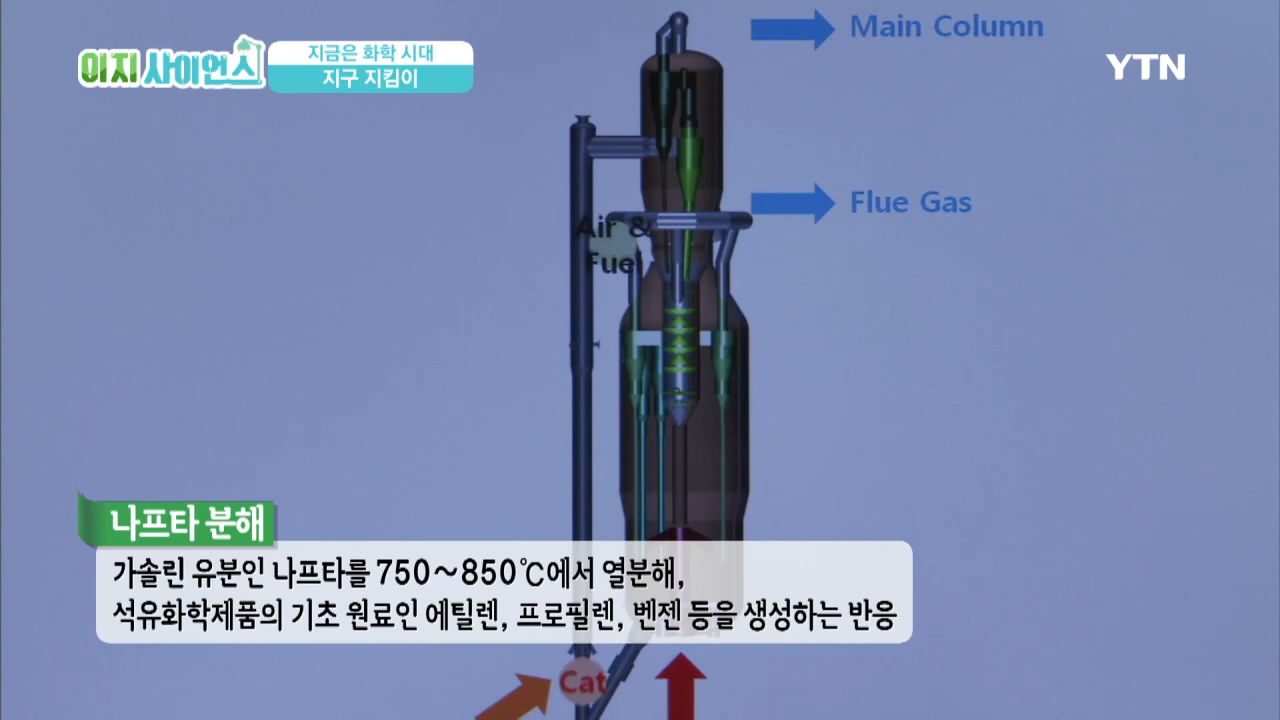 이지 사이언스
지금은 화학 시대
지구 지킴이
YTN
Main Column
Flue Gas
Air &
Fuel
나프타 분해
가솔린 유분인 나프타를 750~850℃에서 열분해,
석유화학제품의 기초 원료인 에틸렌, 프로필렌, 벤젠 등을 생성하는 반응
Cat